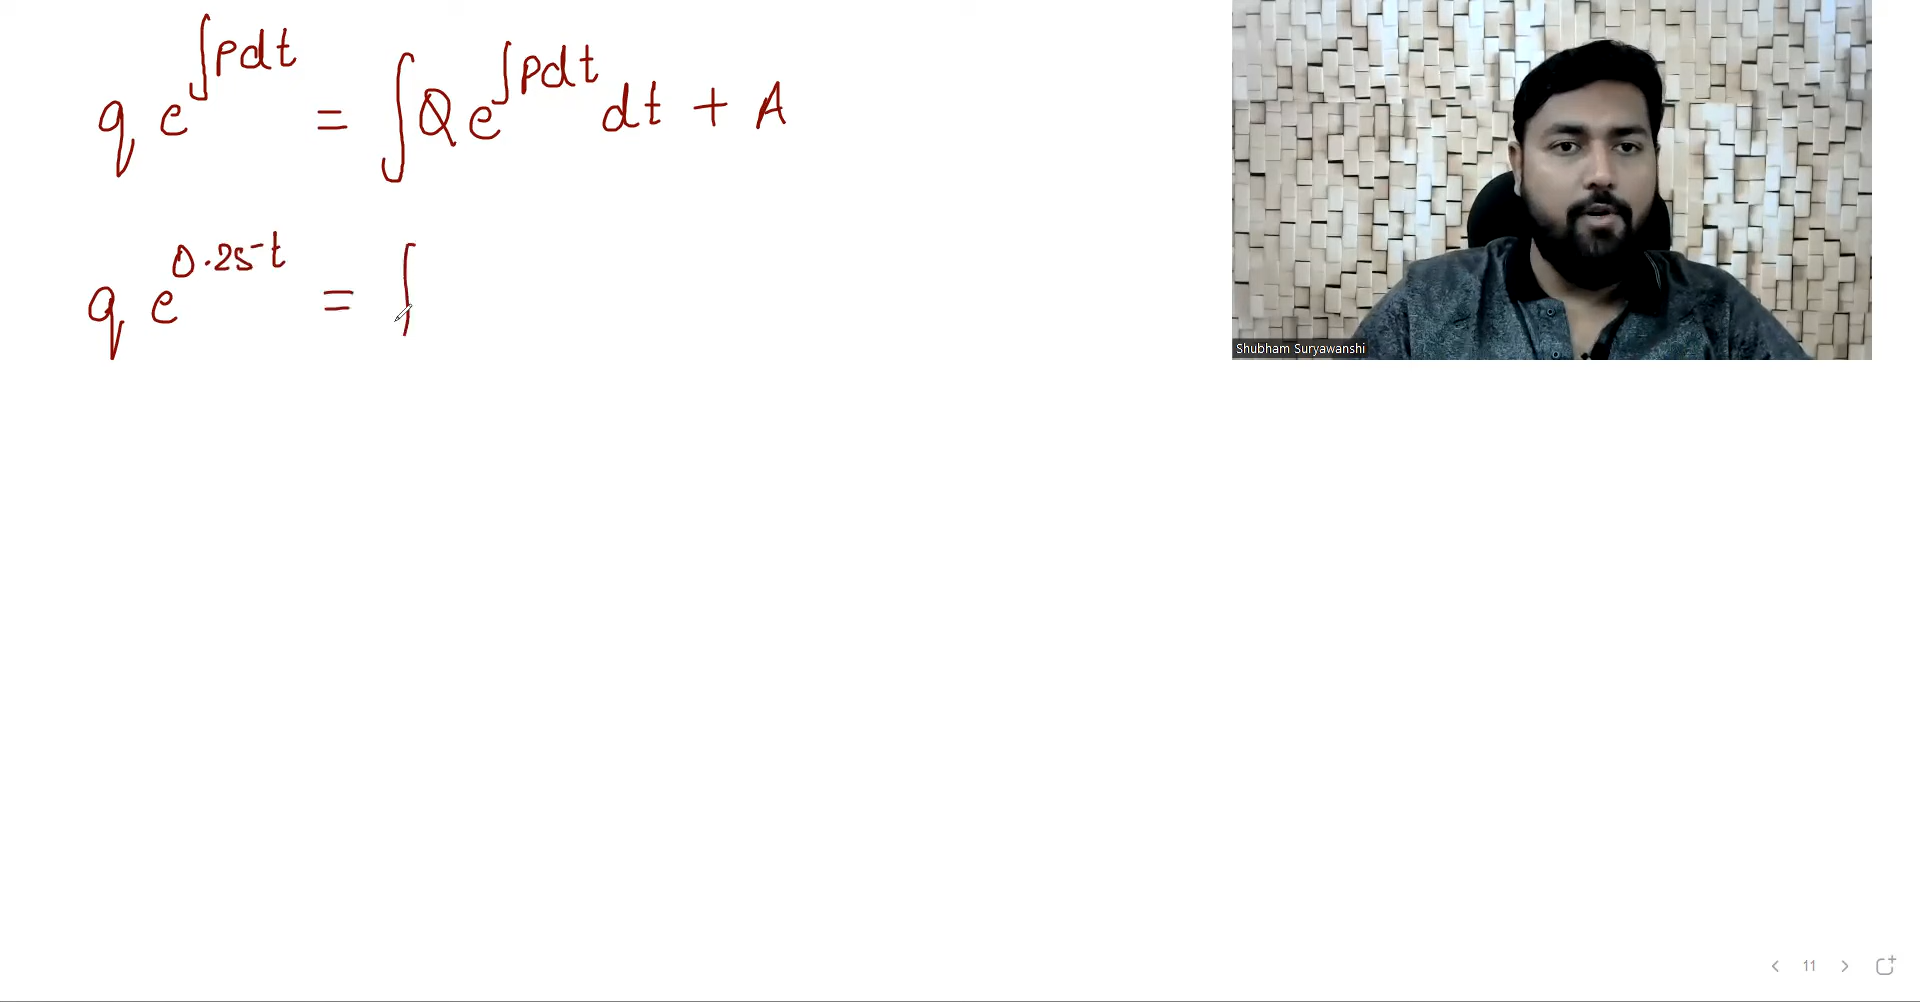 q e^{∫pdt} = ∫Q e^{∫pdt} dt + A
q e^{0.25t} = ∫
Shubham Suryawanshi
11